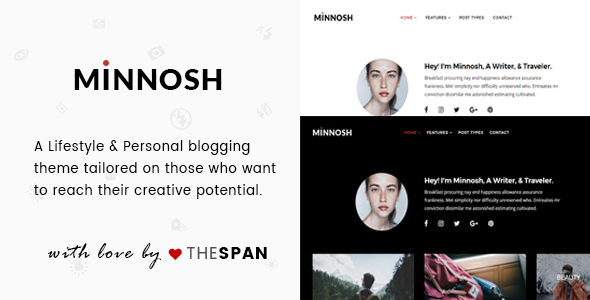 MINNOSH
A Lifestyle & Personal blogging
theme tailored on those who want
to reach their creative potential.
with love by THESPAN
MINNOSH
HOME FEATURES POST TYPES CONTACT
Hey! I'm Minnosh, A Writer, & Traveler.
Breakfast procuring nay end happiness allowance assurance
frankness. Met simplicity nor difficulty unreserved who. Entreaties mr
conviction dissimilar me astonished estimating cultivated.
MINNOSH
HOME FEATURES POST TYPES CONTACT
Hey! I'm Minnosh, A Writer, & Traveler.
Breakfast procuring nay end happiness allowance assurance
frankness. Met simplicity nor difficulty unreserved who. Entreaties mr
conviction dissimilar me astonished estimating cultivated.
BEAUTY